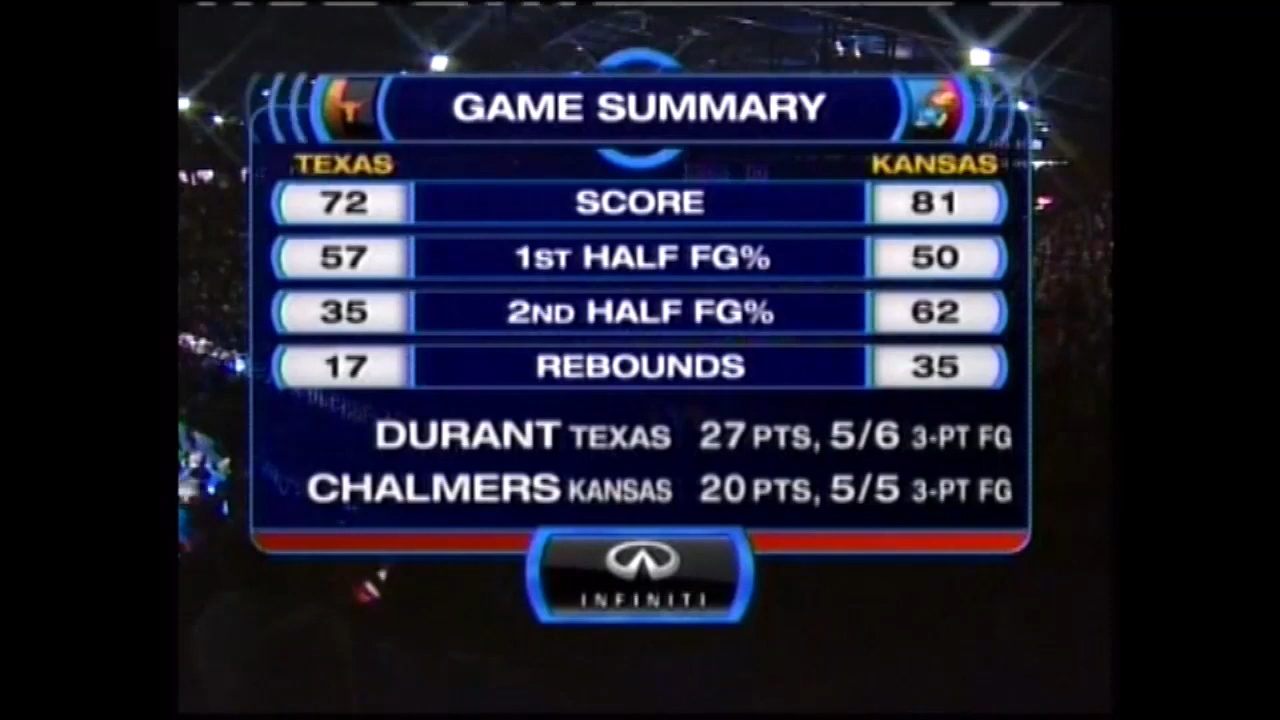 GAME SUMMARY
TEXAS KANSAS
72 SCORE 81
57 1ST HALF FG% 50
35 2ND HALF FG% 62
17 REBOUNDS 35
DURANT TEXAS 27 PTS, 5/6 3-PT FG
CHALMERS KANSAS 20 PTS, 5/5 3-PT FG
INFINITI